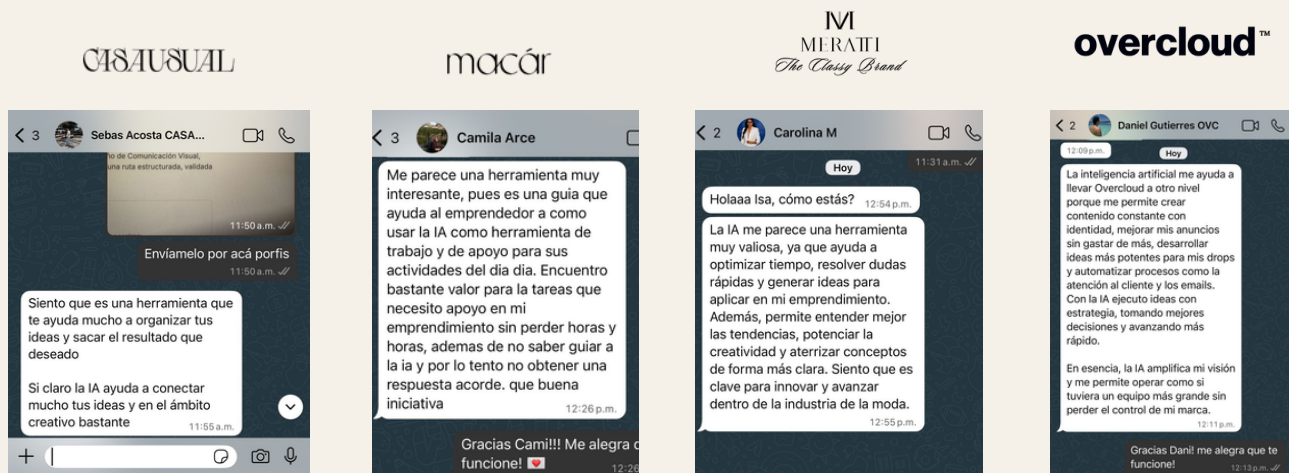 CASAUSUAL
3
Sebas Acosta CASA...
no de Comunicación Visual,
una ruta estructurada, validada
11:50 a.m.
Envíamelo por acá porfis
11:50 a.m.
Siento que es una herramienta que
te ayuda mucho a organizar tus
ideas y sacar el resultado que
deseado
Si claro la IA ayuda a conectar
mucho tus ideas y en el ámbito
creativo bastante
11:55 a.m.
macár
3
Camila Arce
Me parece una herramienta muy
interesante, pues es una guia que
ayuda al emprendedor a como
usar la IA como herramienta de
trabajo y de apoyo para sus
actividades del dia dia. Encuentro
bastante valor para la tareas que
necesito apoyo en mi
emprendimiento sin perder horas y
horas, ademas de no saber guiar a
la ia y por lo tento no obtener una
respuesta acorde. que buena
iniciativa
12:26 p.m.
Gracias Cami!!! Me alegra q
funcione! 💌
12:26
M
MERATTI
The Classy Brand
2
Carolina M
11:31 a.m.
Hoy
Holaaa Isa, cómo estás?
12:54 p.m.
La IA me parece una herramienta
muy valiosa, ya que ayuda a
optimizar tiempo, resolver dudas
rápidas y generar ideas para
aplicar en mi emprendimiento.
Además, permite entender mejor
las tendencias, potenciar la
creatividad y aterrizar conceptos
de forma más clara. Siento que es
clave para innovar y avanzar
dentro de la industria de la moda.
12:55 p.m.
overcloud™
2
Daniel Gutierres OVC
12:09 p.m.
Hoy
La inteligencia artificial me ayuda a
llevar Overcloud a otro nivel
porque me permite crear
contenido constante con
identidad, mejorar mis anuncios
sin gastar de más, desarrollar
ideas más potentes para mis drops
y automatizar procesos como la
atención al cliente y los emails.
Con la IA ejecuto ideas con
estrategia, tomando mejores
decisiones y avanzando más
rápido.
En esencia, la IA amplifica mi visión
y me permite operar como si
tuviera un equipo más grande sin
perder el control de mi marca.
12:11 p.m.
Gracias Dani! me alegra que te
funcione!
12:13 p.m.